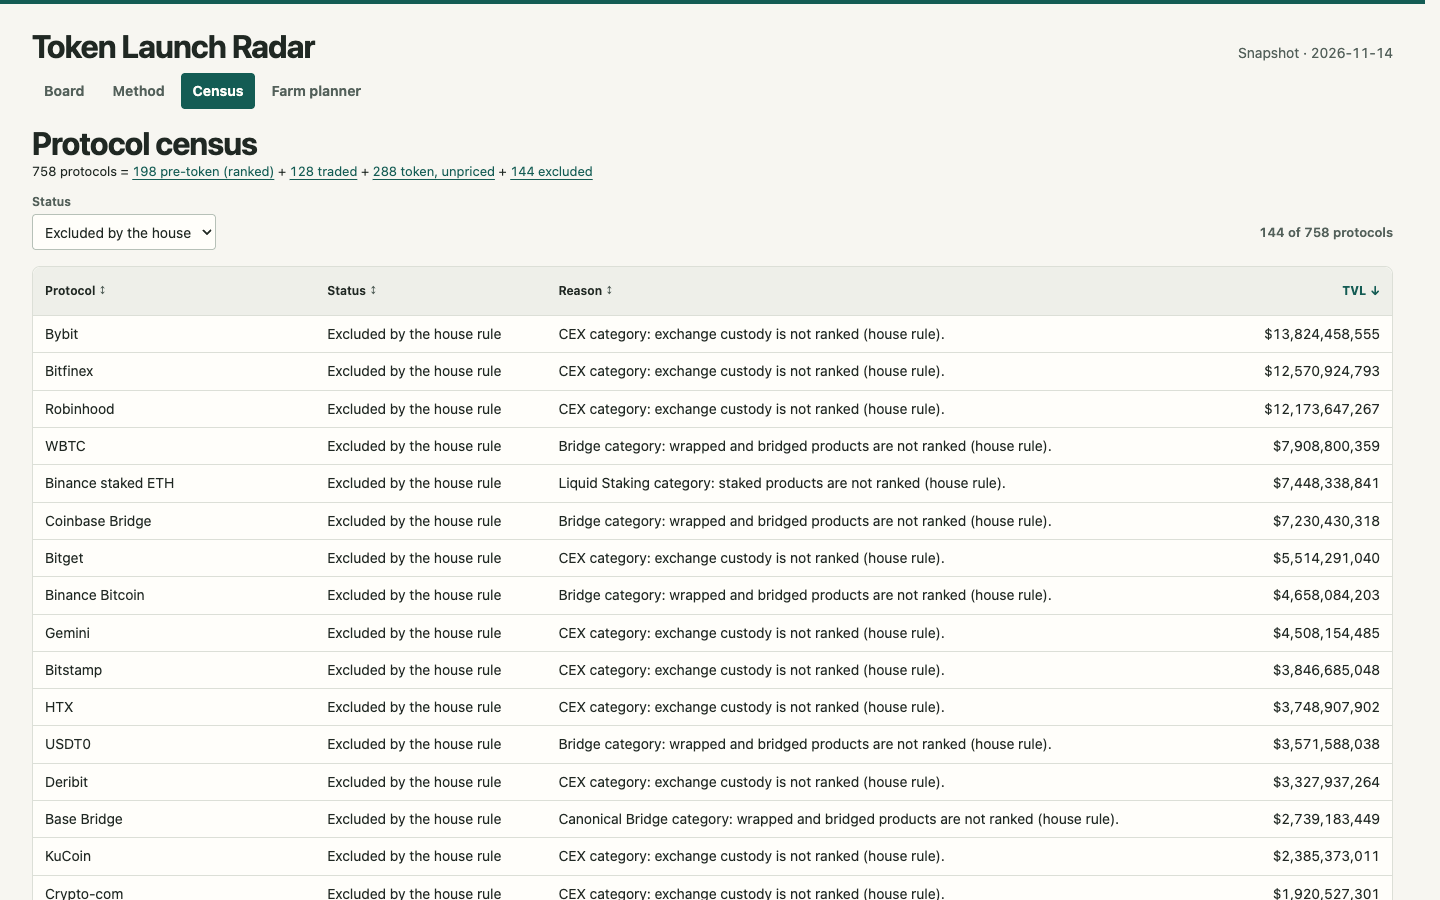 Token Launch Radar
Snapshot · 2026-11-14
Board Method Census Farm planner
Protocol census
758 protocols = 198 pre-token (ranked) + 128 traded + 288 token, unpriced + 144 excluded
Status
Excluded by the house
144 of 758 protocols
Protocol ↕ Status ↕ Reason ↕ TVL ↓
Bybit Excluded by the house rule CEX category: exchange custody is not ranked (house rule). $13,824,458,555
Bitfinex Excluded by the house rule CEX category: exchange custody is not ranked (house rule). $12,570,924,793
Robinhood Excluded by the house rule CEX category: exchange custody is not ranked (house rule). $12,173,647,267
WBTC Excluded by the house rule Bridge category: wrapped and bridged products are not ranked (house rule). $7,908,800,359
Binance staked ETH Excluded by the house rule Liquid Staking category: staked products are not ranked (house rule). $7,448,338,841
Coinbase Bridge Excluded by the house rule Bridge category: wrapped and bridged products are not ranked (house rule). $7,230,430,318
Bitget Excluded by the house rule CEX category: exchange custody is not ranked (house rule). $5,514,291,040
Binance Bitcoin Excluded by the house rule Bridge category: wrapped and bridged products are not ranked (house rule). $4,658,084,203
Gemini Excluded by the house rule CEX category: exchange custody is not ranked (house rule). $4,508,154,485
Bitstamp Excluded by the house rule CEX category: exchange custody is not ranked (house rule). $3,846,685,048
HTX Excluded by the house rule CEX category: exchange custody is not ranked (house rule). $3,748,907,902
USDT0 Excluded by the house rule Bridge category: wrapped and bridged products are not ranked (house rule). $3,571,588,038
Deribit Excluded by the house rule CEX category: exchange custody is not ranked (house rule). $3,327,937,264
Base Bridge Excluded by the house rule Canonical Bridge category: wrapped and bridged products are not ranked (house rule). $2,739,183,449
KuCoin Excluded by the house rule CEX category: exchange custody is not ranked (house rule). $2,385,373,011
Crypto-com Excluded by the house rule CEX category: exchange custody is not ranked (house rule). $1,920,527,301